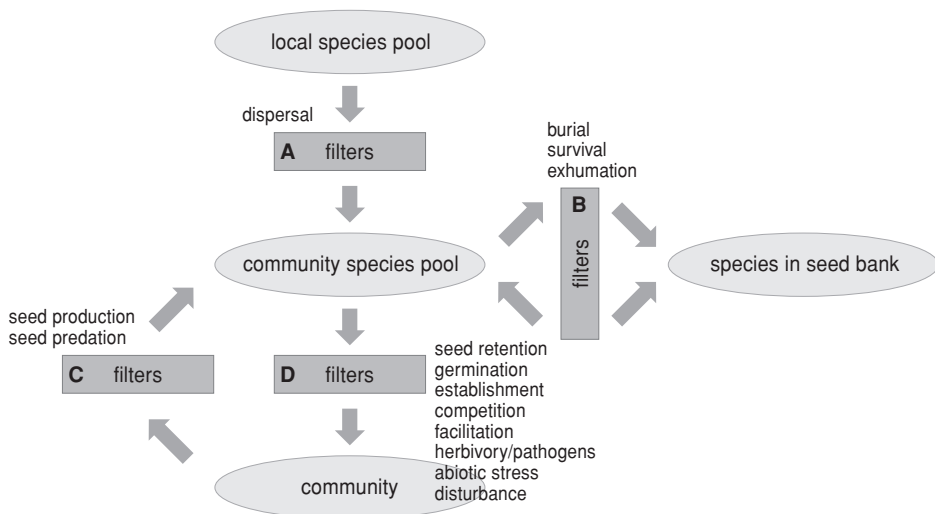 local species pool
dispersal
A filters
burial
survival
exhumation
B
filters
community species pool
species in seed bank
seed production
seed predation
C filters
D filters
seed retention
germination
establishment
competition
facilitation
herbivory/pathogens
abiotic stress
disturbance
community